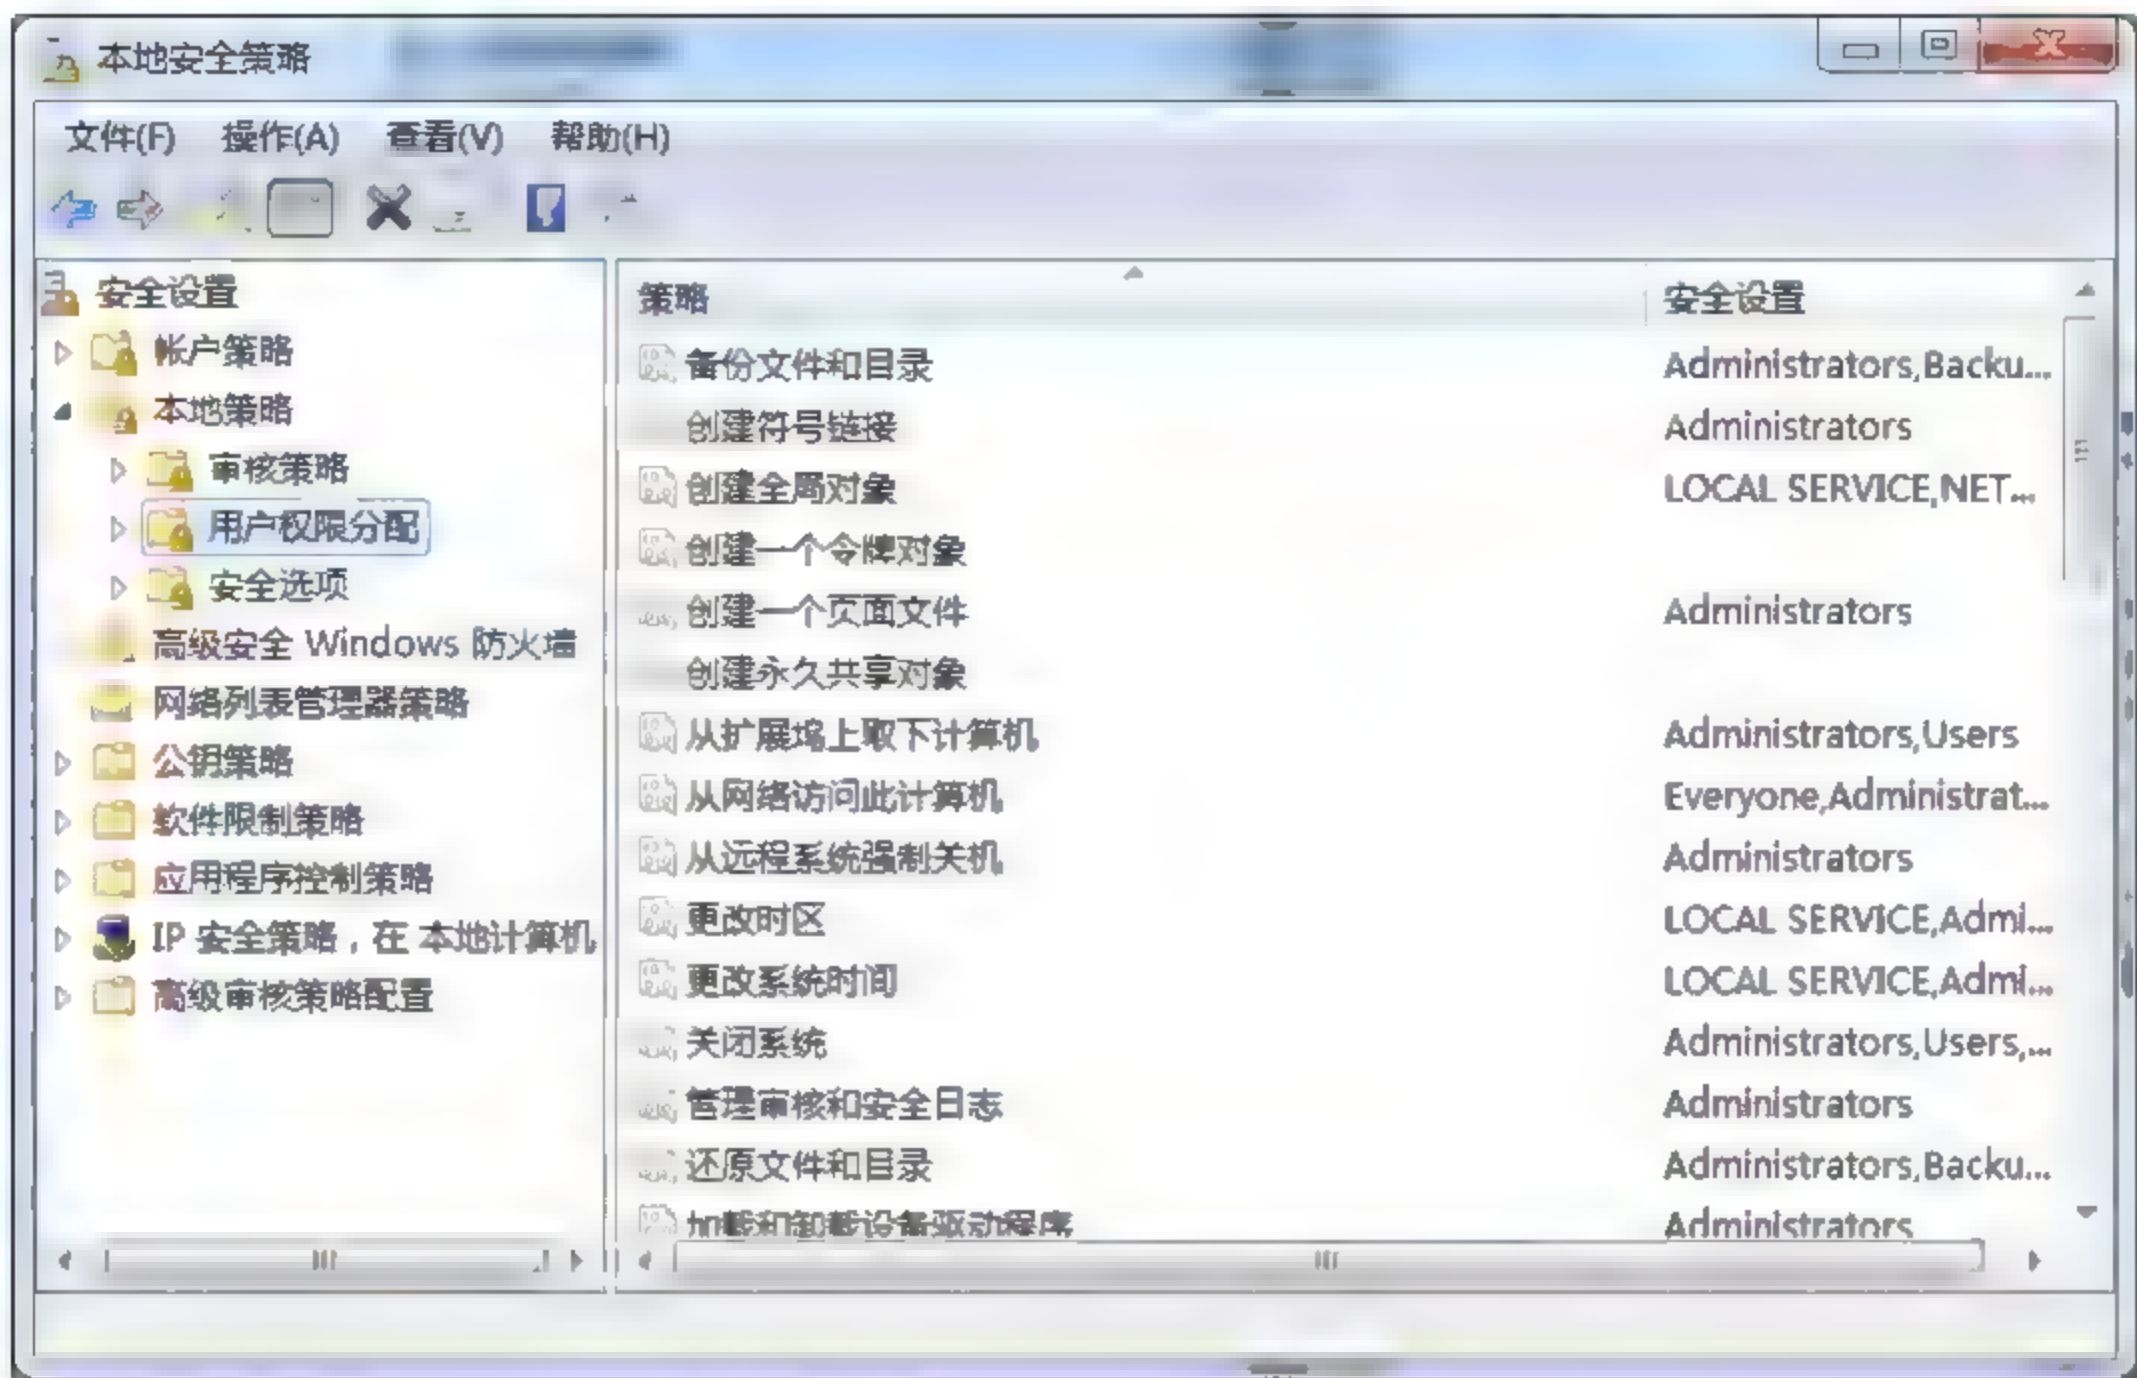 本地安全策略
文件(F) 操作(A) 查看(V) 帮助(H)
安全设置
帐户策略
本地策略
审核策略
用户权限分配
安全选项
高级安全 Windows 防火墙
网络列表管理器策略
公钥策略
软件限制策略
应用程序控制策略
IP 安全策略，在 本地计算机
高级审核策略配置
策略 安全设置
备份文件和目录 Administrators,Backu...
创建符号链接 Administrators
创建全局对象 LOCAL SERVICE,NET...
创建一个令牌对象
创建一个页面文件 Administrators
创建永久共享对象
从扩展坞上取下计算机 Administrators,Users
从网络访问此计算机 Everyone,Administrat...
从远程系统强制关机 Administrators
更改时区 LOCAL SERVICE,Admi...
更改系统时间 LOCAL SERVICE,Admi...
关闭系统 Administrators,Users,...
管理审核和安全日志 Administrators
还原文件和目录 Administrators,Backu...
加载和卸载设备驱动程序 Administrators